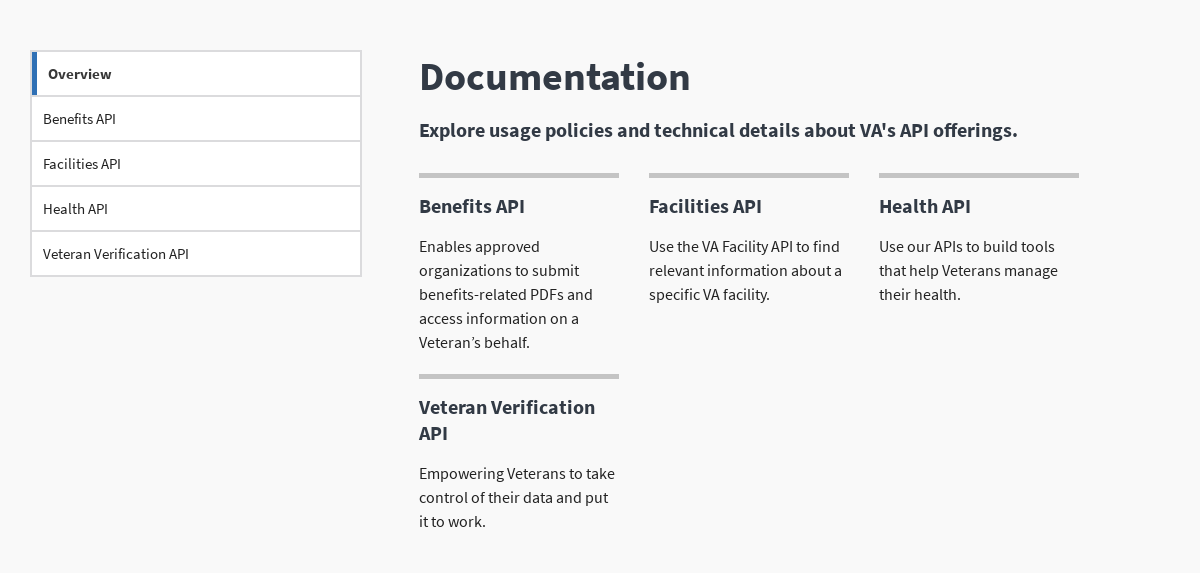 Overview
Benefits API
Facilities API
Health API
Veteran Verification API
Documentation
Explore usage policies and technical details about VA's API offerings.
Benefits API
Enables approved
organizations to submit
benefits-related PDFs and
access information on a
Veteran’s behalf.
Facilities API
Use the VA Facility API to find
relevant information about a
specific VA facility.
Health API
Use our APIs to build tools
that help Veterans manage
their health.
Veteran Verification
API
Empowering Veterans to take
control of their data and put
it to work.